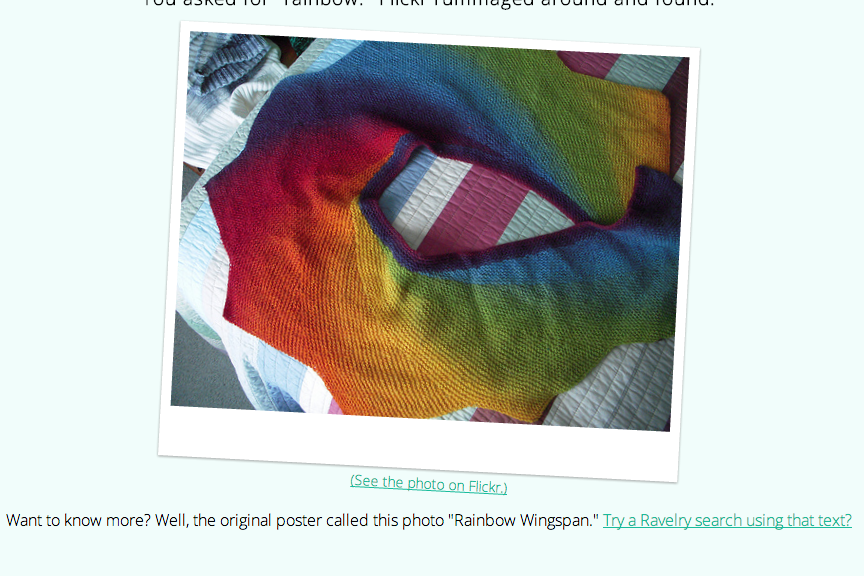 You asked for "rainbow." Flickr rummaged around and found:
(See the photo on Flickr.)
Want to know more? Well, the original poster called this photo "Rainbow Wingspan." Try a Ravelry search using that text?